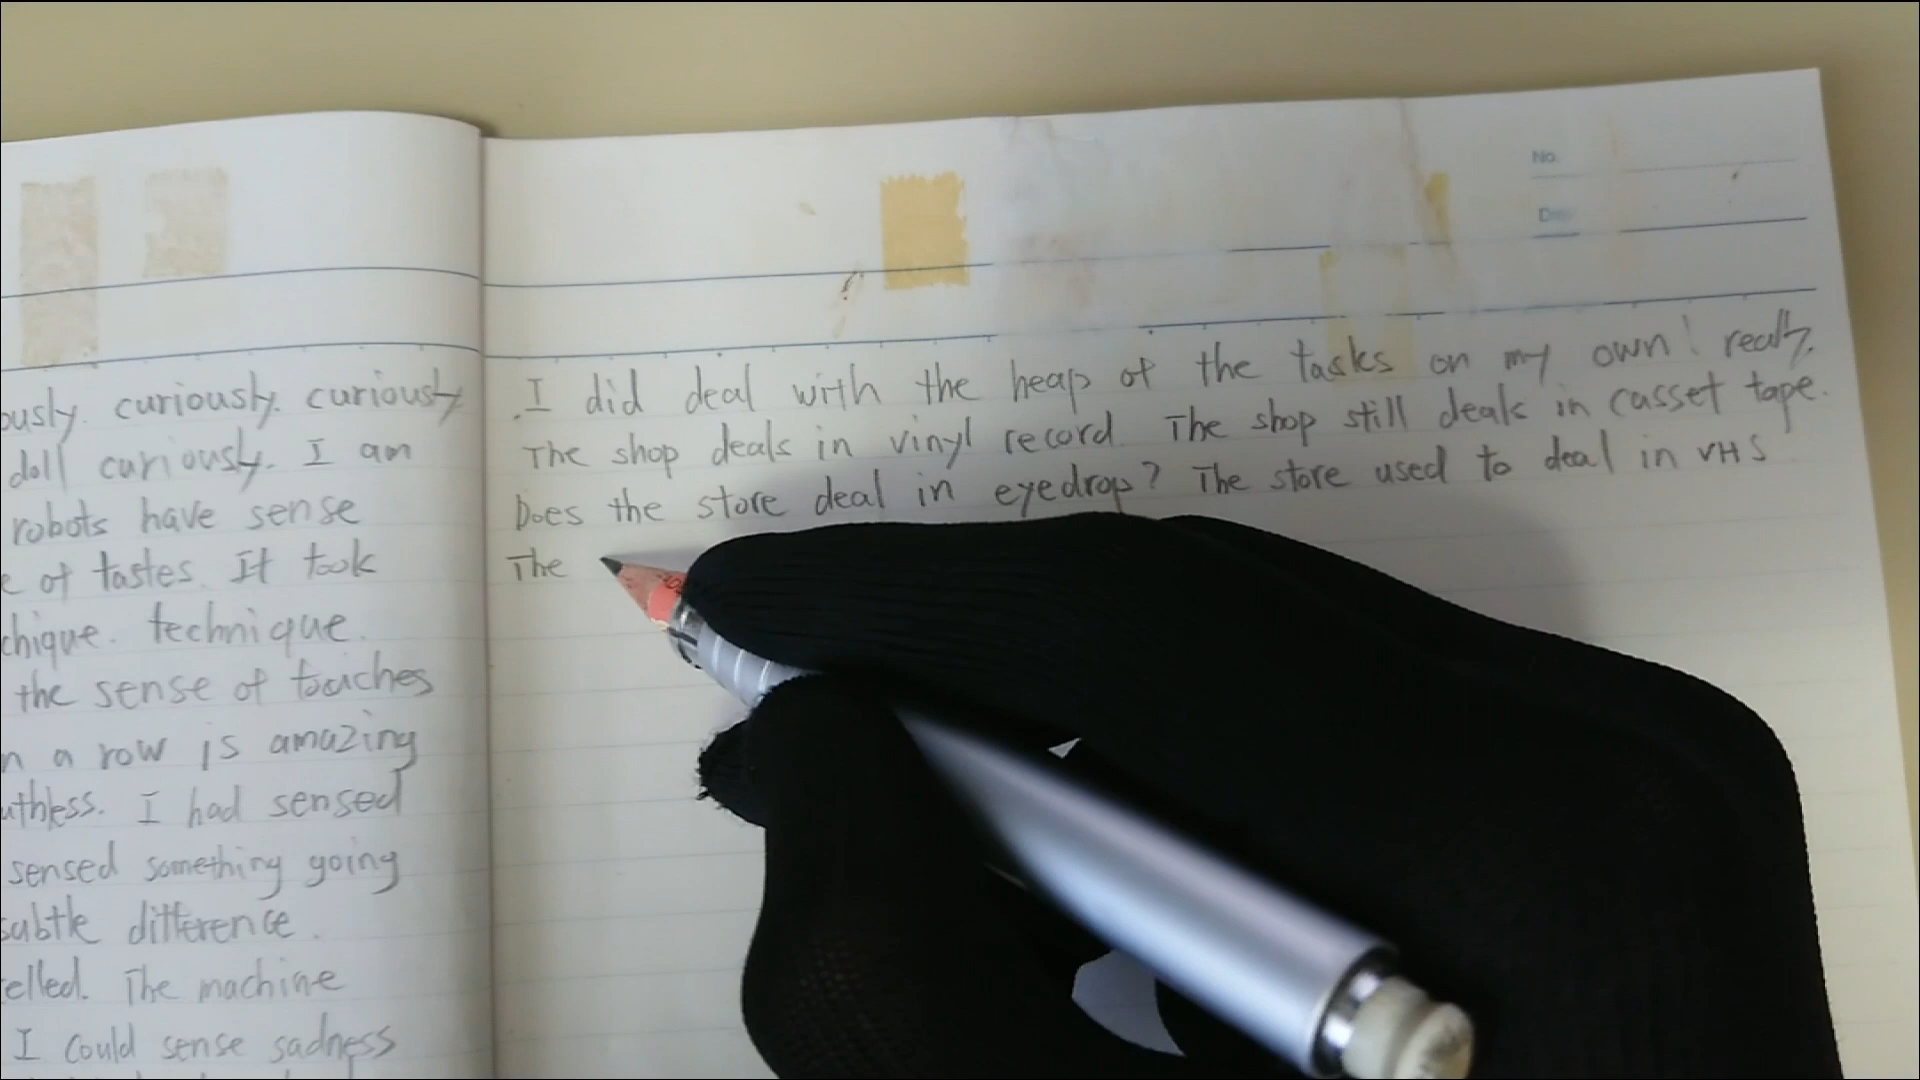 ously. curiously. curiously
doll curiously. I am
robots have sense
e of tastes. It took
chique. technique.
the sense of touches
n a row is amazing
uthless. I had sensed
sensed something going
subtle difference.
elled. The machine
I could sense sadness
No.
I did deal with the heap of the tasks on my own! really.
The shop deals in vinyl record. The shop still deals in casset tape.
Does the store deal in eyedrop? The store used to deal in VHS
The